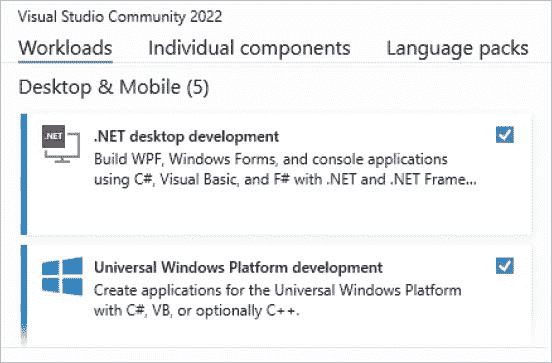 Visual Studio Community 2022
Workloads Individual components Language packs
Desktop & Mobile (5)
.NET
.NET desktop development
Build WPF, Windows Forms, and console applications
using C#, Visual Basic, and F# with .NET and .NET Frame...
Universal Windows Platform development
Create applications for the Universal Windows Platform
with C#, VB, or optionally C++.